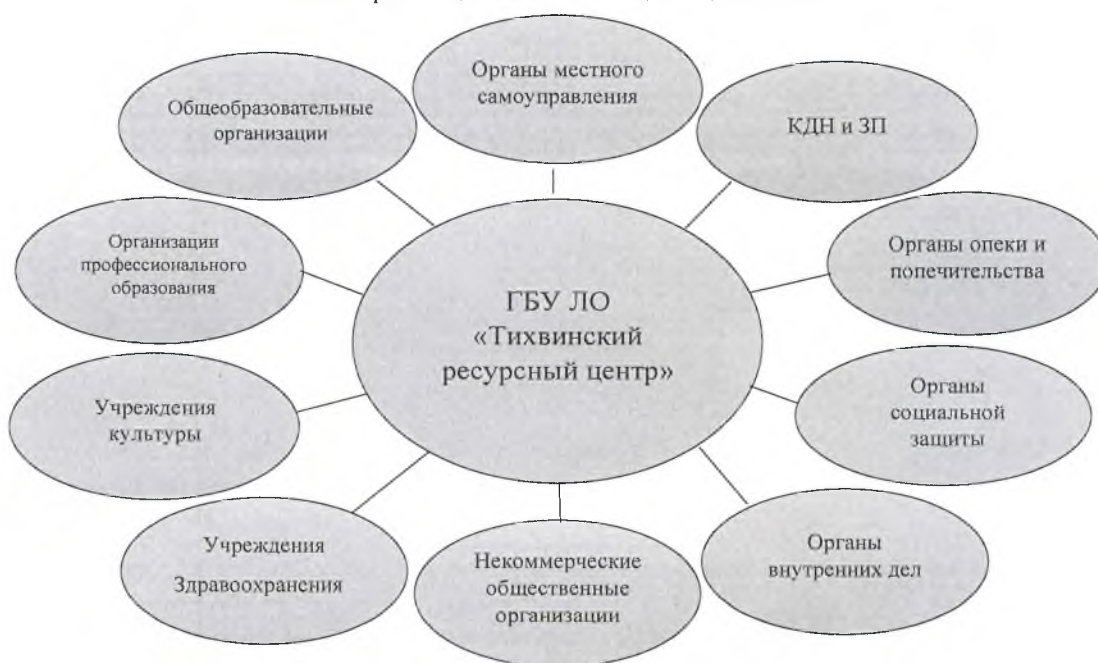 Органы местного
самоуправления
Общеобразовательные
организации
КДН и ЗП
Организации
профессионального
образования
Органы опеки и
попечительства
ГБУ ЛО
«Тихвинский
ресурсный центр»
Учреждения
культуры
Органы
социальной
защиты
Учреждения
Здравоохранения
Некоммерческие
общественные
организации
Органы
внутренних дел